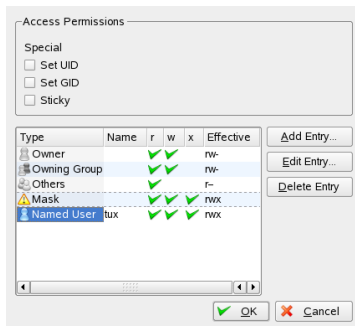 Access Permissions
Special
Set UID
Set GID
Sticky
Type Name r w x Effective
Owner rw-
Owning Group rw-
Others r--
Mask rwx
Named User tux rwx
Add Entry...
Edit Entry...
Delete Entry
OK
Cancel